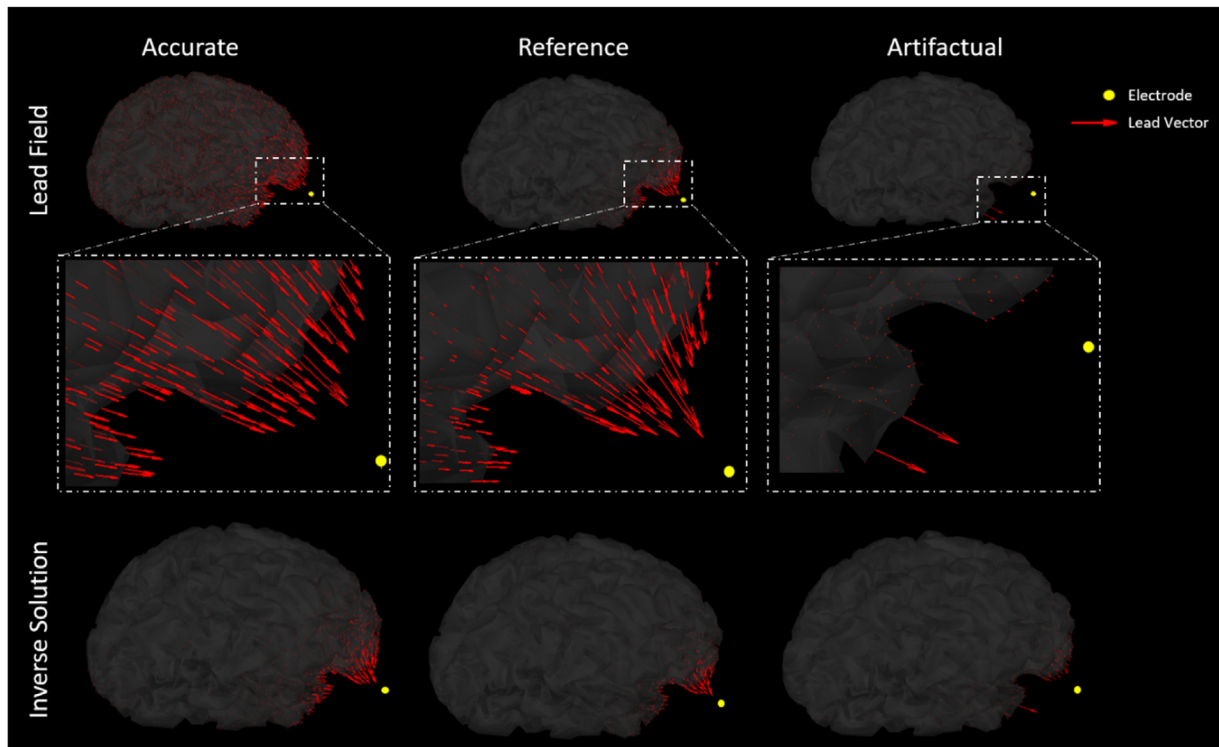 Accurate
Reference
Artifactual
Lead Field
Electrode
Lead Vector
Inverse Solution